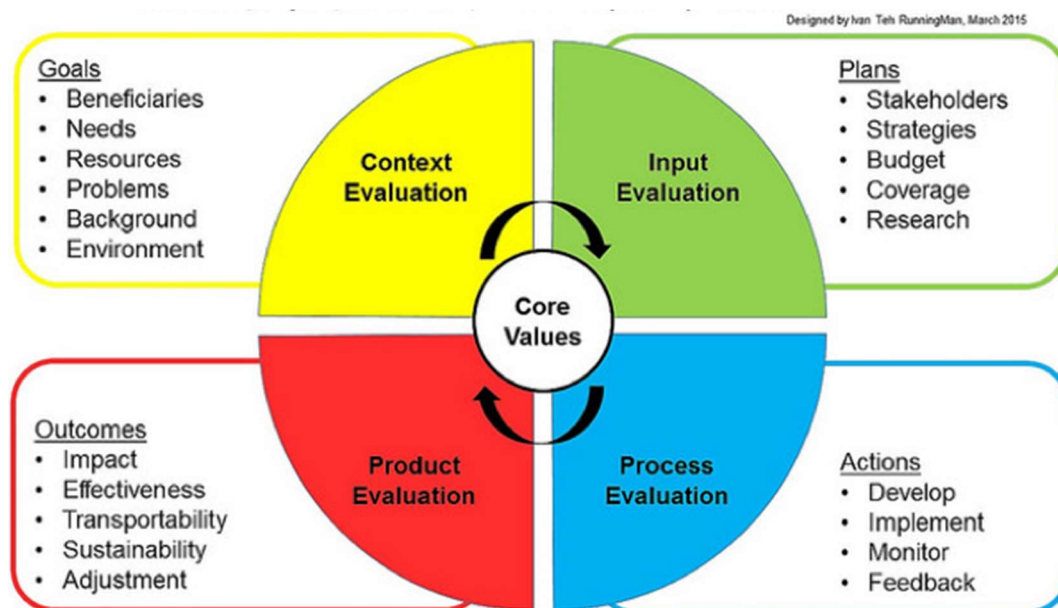 Designed by Ivan Teh RunningMan, March 2015
Goals
• Beneficiaries
• Needs
• Resources
• Problems
• Background
• Environment
Context
Evaluation
Input
Evaluation
Plans
• Stakeholders
• Strategies
• Budget
• Coverage
• Research
Core
Values
Outcomes
• Impact
• Effectiveness
• Transportability
• Sustainability
• Adjustment
Product
Evaluation
Process
Evaluation
Actions
• Develop
• Implement
• Monitor
• Feedback